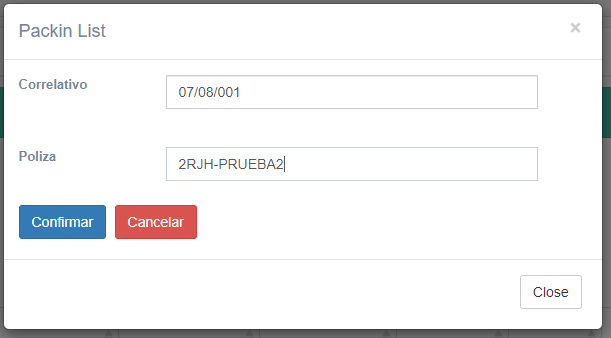 Packin List
×
Correlativo
07/08/001
Poliza
2RJH-PRUEBA2
Confirmar
Cancelar
Close